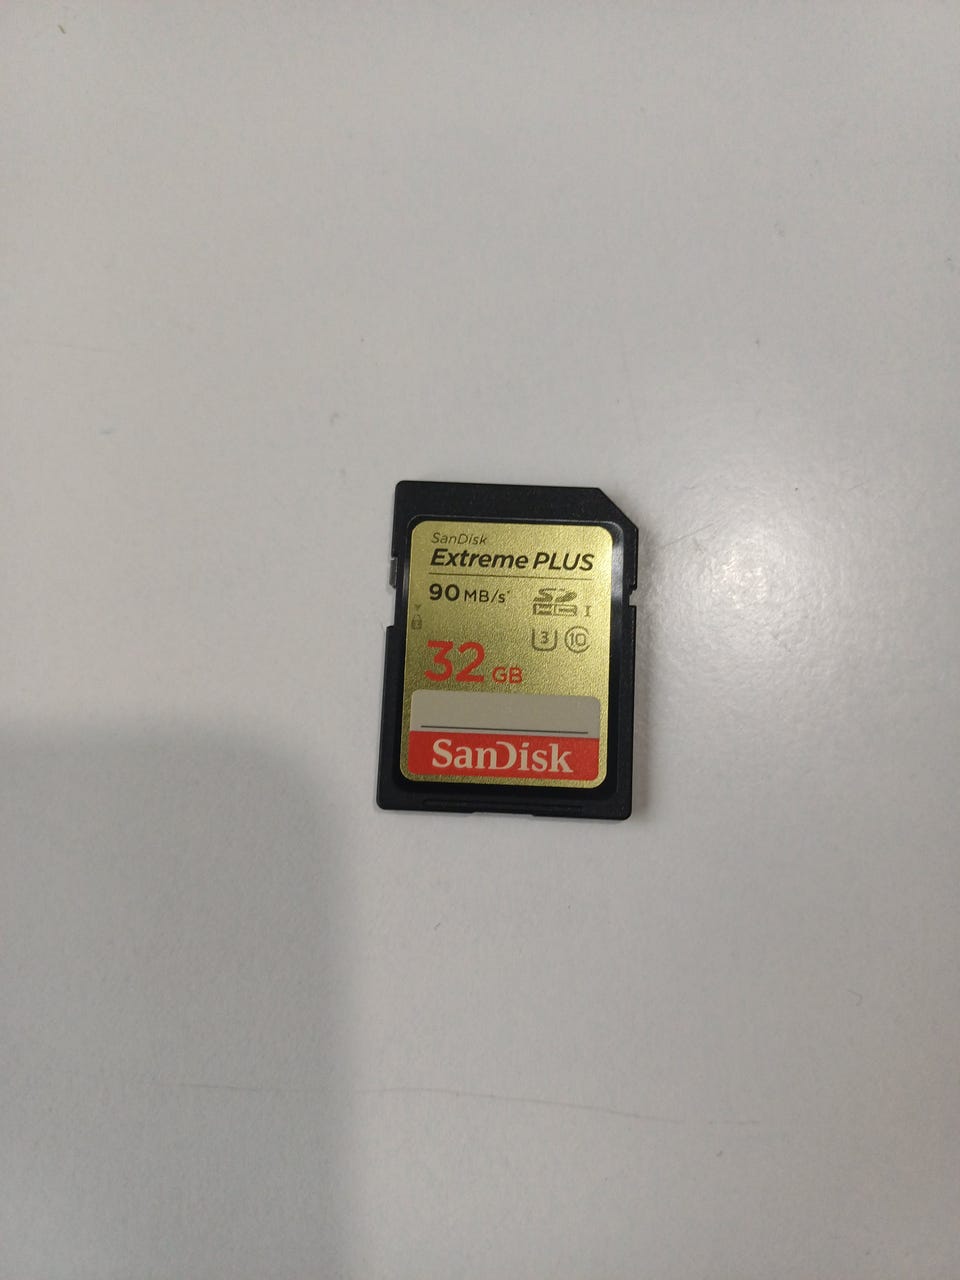 SanDisk
Extreme PLUS
90 MB/s*
SD HC I
3 10
32 GB
SanDisk